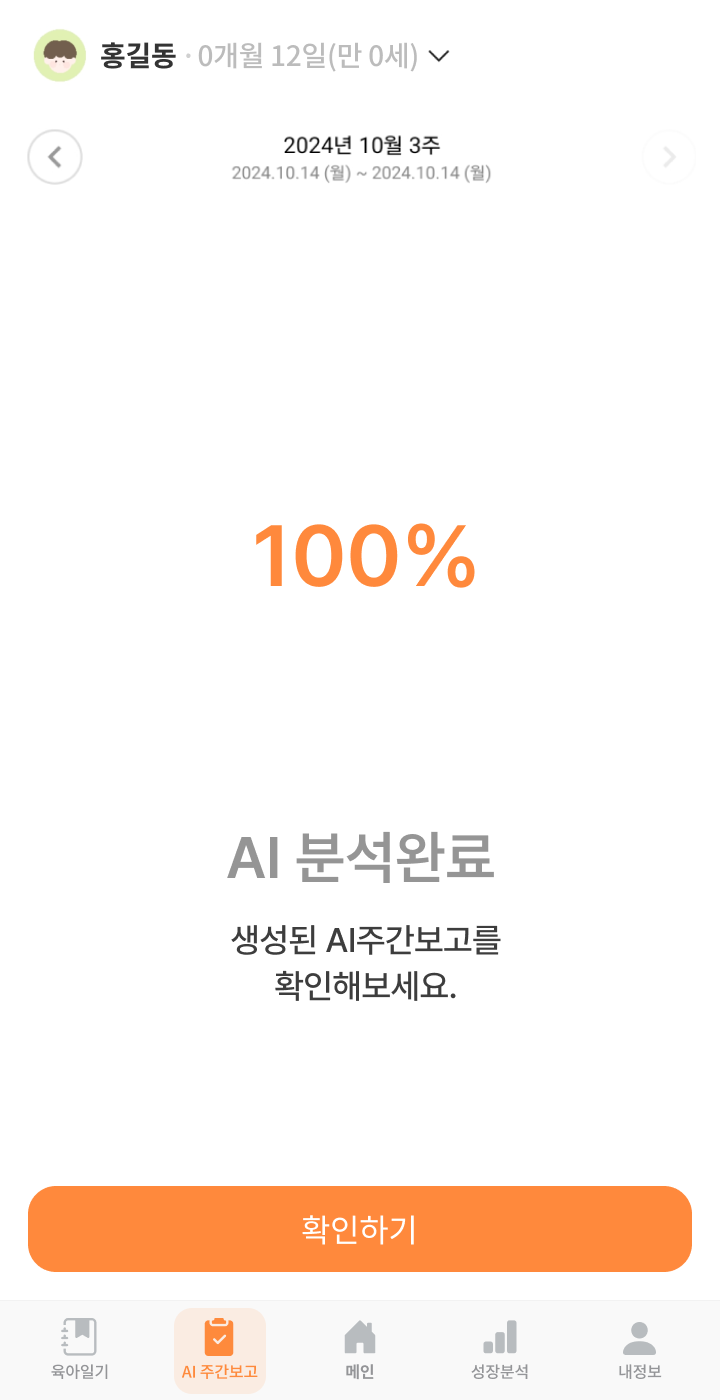 홍길동 · 0개월 12일(만 0세)
2024년 10월 3주
2024.10.14 (월) ~ 2024.10.14 (월)
100%
AI 분석완료
생성된 AI주간보고를
확인해보세요.
확인하기
육아일기
AI 주간보고
메인
성장분석
내정보